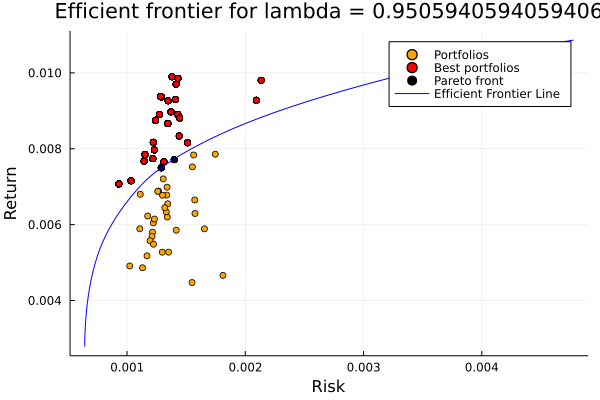 Efficient frontier for lambda = 0.9505940594059406
Portfolios
Best portfolios
Pareto front
Efficient Frontier Line
Return
0.010
0.008
0.006
0.004
0.001 0.002 0.003 0.004
Risk